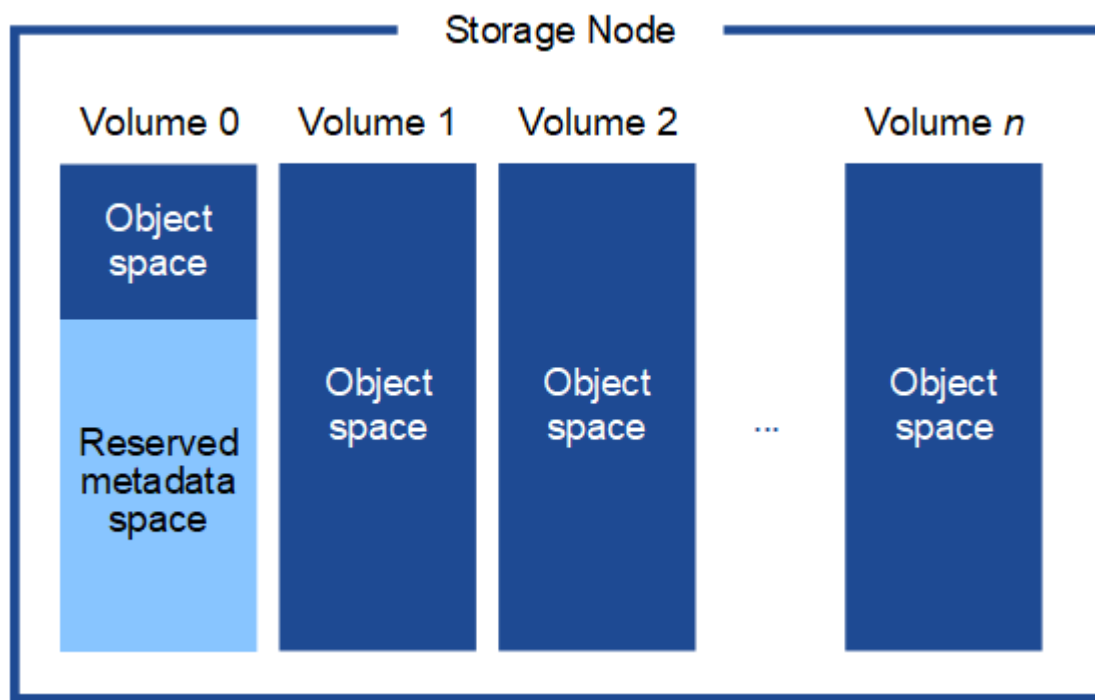 Storage Node
Volume 0
Volume 1
Volume 2
Volume n
Object
space
Reserved
metadata
space
Object
space
Object
space
...
Object
space